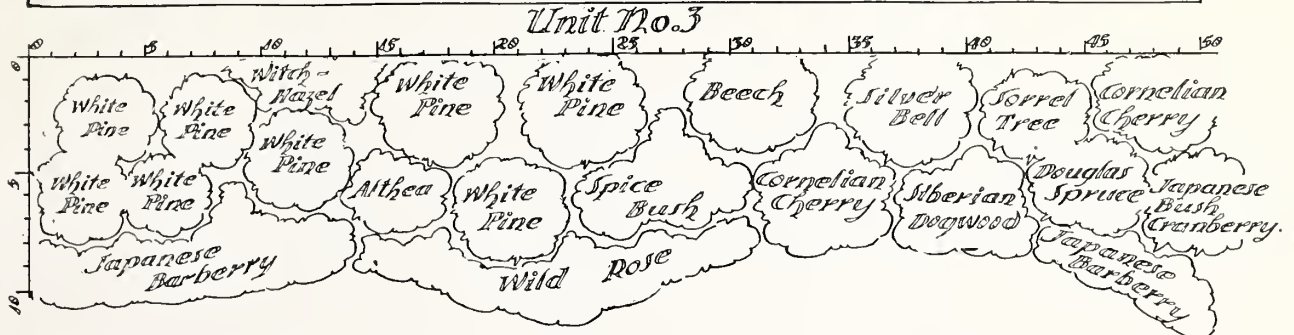 Unit No.3
0 5 10 15 20 25 30 35 40 45 50
0
5
10
White
Pine
White
Pine
Witch-
Hazel
White
Pine
White
Pine
White
Pine
Beech
Silver
Bell
Sorrel
Tree
Cornelian
Cherry
White
Pine
White
Pine
Althea
White
Pine
Spice
Bush
Cornelian
Cherry
Siberian
Dogwood
Douglas
Spruce
Japanese
Bush
Cranberry.
Japanese
Barberry
Wild Rose
Japanese
Barberry